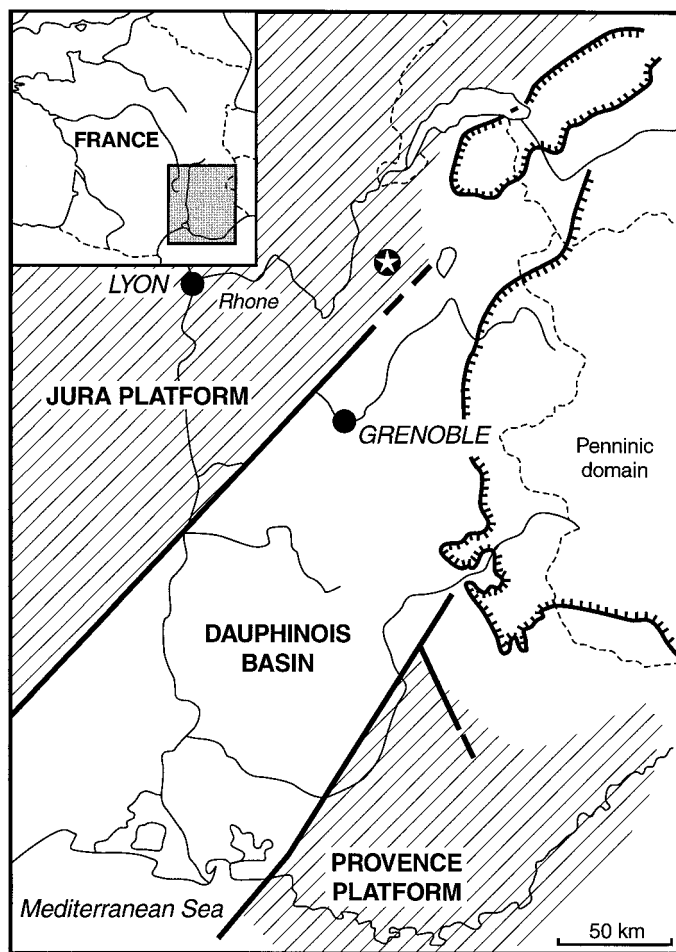 FRANCE
LYON
Rhone
JURA PLATFORM
GRENOBLE
Penninic
domain
DAUPHINOIS
BASIN
PROVENCE
PLATFORM
Mediterranean Sea
50 km